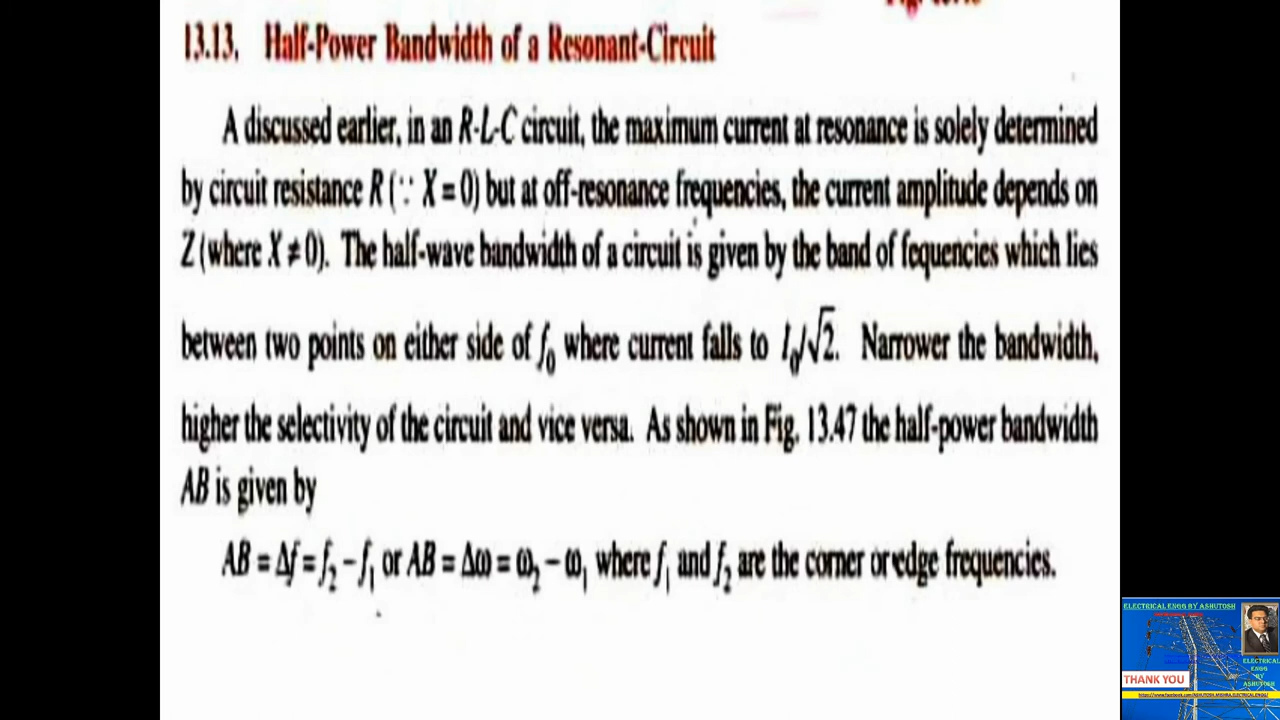 13.13. Half-Power Bandwidth of a Resonant-Circuit
A discussed earlier, in an R-L-C circuit, the maximum current at resonance is solely determined
by circuit resistance R (∵ X = 0) but at off-resonance frequencies, the current amplitude depends on
Z (where X ≠ 0). The half-wave bandwidth of a circuit is given by the band of fequencies which lies
between two points on either side of f₀ where current falls to I₀/√2. Narrower the bandwidth,
higher the selectivity of the circuit and vice versa. As shown in Fig. 13.47 the half-power bandwidth
AB is given by
AB = Δf = f₂ – f₁ or AB = Δω = ω₂ – ω₁ where f₁ and f₂ are the corner or edge frequencies.
ELECTRICAL ENGG BY ASHUTOSH
ELECTRICAL
ENGG
BY
ASHUTOSH
THANK YOU